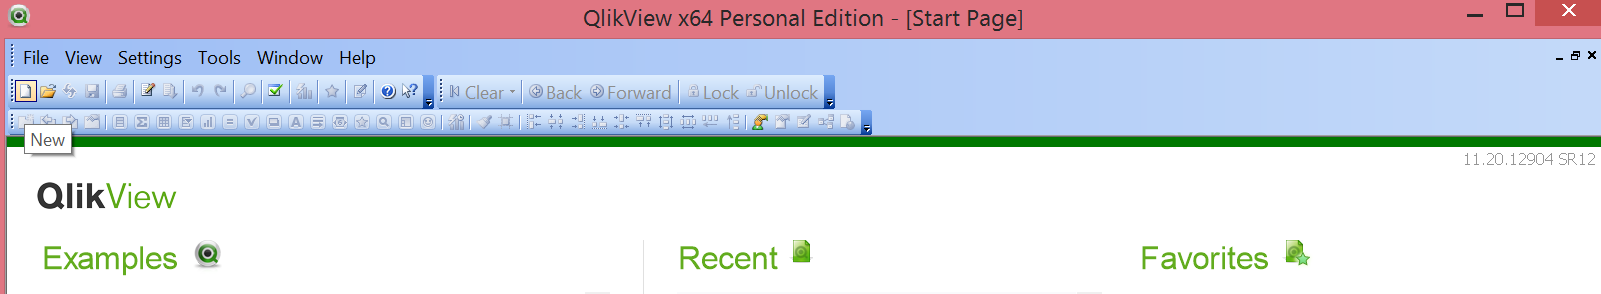 QlikView x64 Personal Edition - [Start Page]
File View Settings Tools Window Help
Clear Back Forward Lock Unlock
New
11.20.12904 SR12
QlikView
Examples Recent Favorites